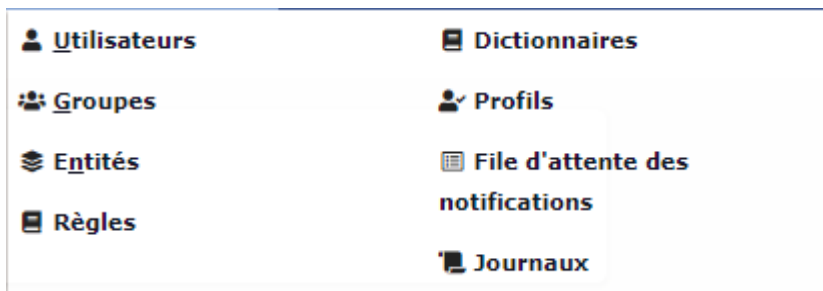 Utilisateurs
Groupes
Entités
Règles
Dictionnaires
Profils
File d'attente des
notifications
Journaux